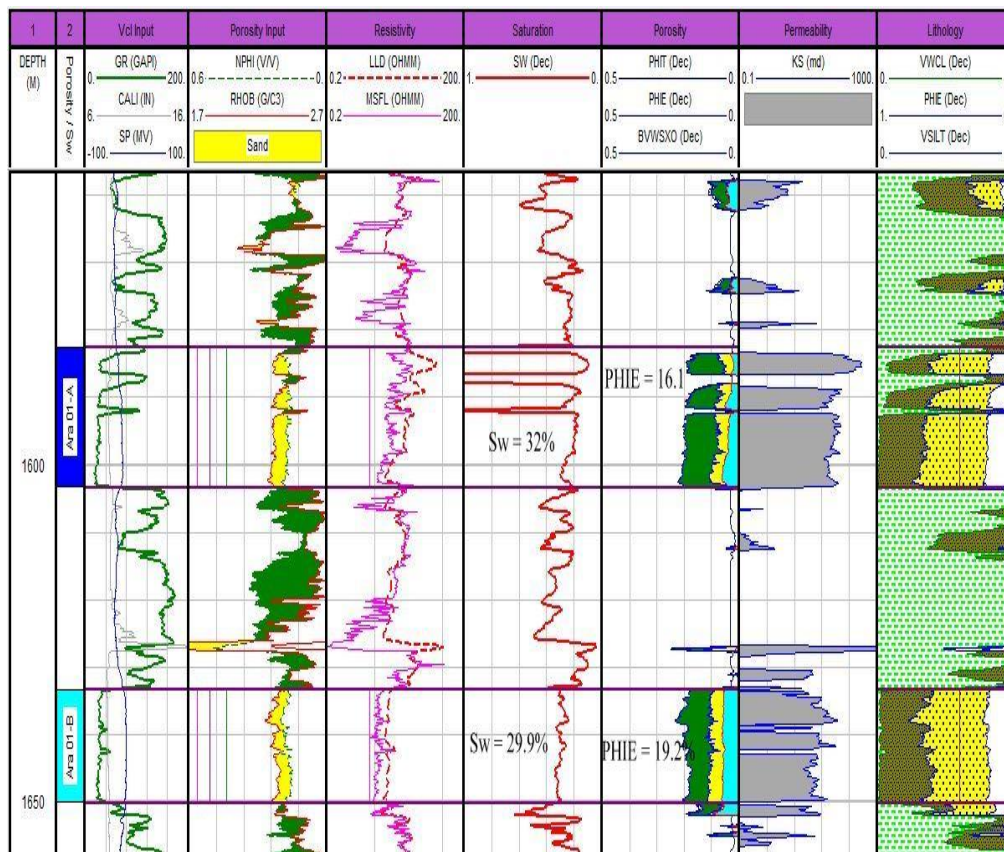 1 2 Vcl Input Porosity Input Resistivity Saturation Porosity Permeability Lithology
DEPTH
(M)
Porosity / Sw
GR (GAPI)
0. 200.
CALI (IN)
6. 16.
SP (MV)
-100. 100.
NPHI (V/V)
0.6 0.
RHOB (G/C3)
1.7 2.7
Sand
LLD (OHMM)
0.2 200.
MSFL (OHMM)
0.2 200.
SW (Dec)
1. 0.
PHIT (Dec)
0.5 0.
PHIE (Dec)
0.5 0.
BVWSXO (Dec)
0.5 0.
KS (md)
0.1 1000.
VWCL (Dec)
0.
PHIE (Dec)
1.
VSILT (Dec)
0.
Ara 01-A
PHIE = 16.1
Sw = 32%
1600
Ara 01-B
Sw = 29.9%
PHIE = 19.2%
1650